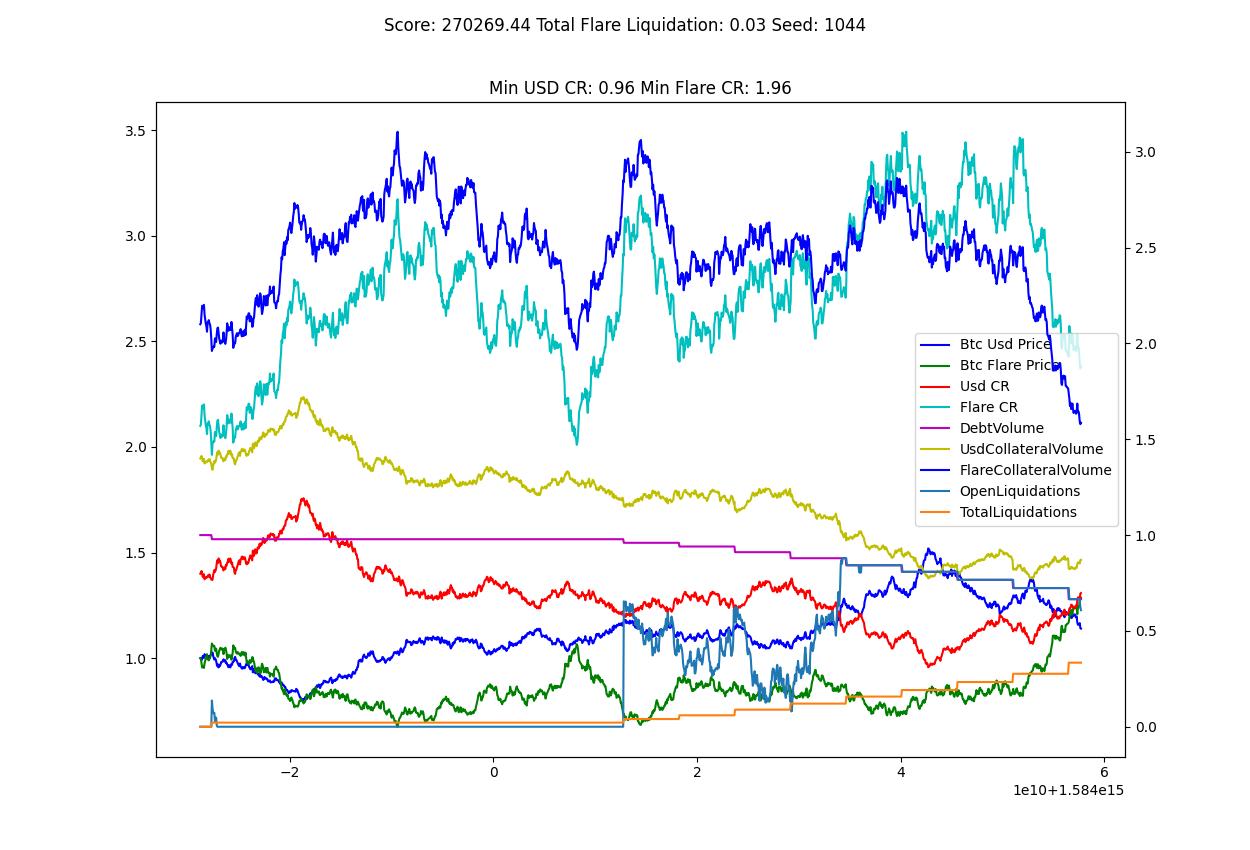 Score: 270269.44 Total Flare Liquidation: 0.03 Seed: 1044
Min USD CR: 0.96 Min Flare CR: 1.96
3.5
3.0
2.5
2.0
1.5
1.0
3.0
2.5
2.0
1.5
1.0
0.5
0.0
Btc Usd Price
Btc Flare Price
Usd CR
Flare CR
DebtVolume
UsdCollateralVolume
FlareCollateralVolume
OpenLiquidations
TotalLiquidations
−2
0
2
4
6
1e10+1.584e15